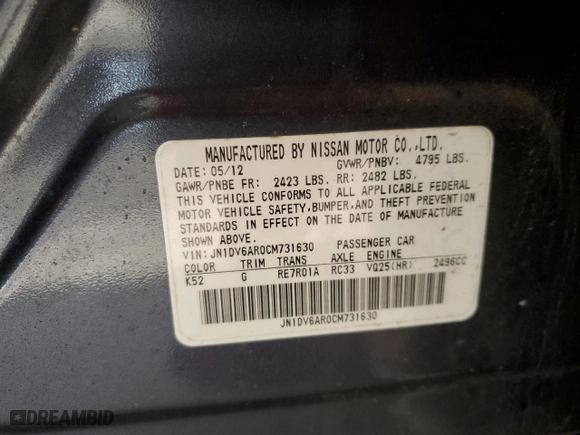 MANUFACTURED BY NISSAN MOTOR CO.,LTD.
DATE: 05/12 GVWR/PNBV: 4795 LBS.
GAWR/PNBE FR: 2423 LBS. RR: 2482 LBS.
THIS VEHICLE CONFORMS TO ALL APPLICABLE FEDERAL
MOTOR VEHICLE SAFETY, BUMPER, AND THEFT PREVENTION
STANDARDS IN EFFECT ON THE DATE OF MANUFACTURE
SHOWN ABOVE.
VIN: JN1DV6AR0CM731630 PASSENGER CAR
COLOR TRIM TRANS AXLE ENGINE
K52 G RE7R01A RC33 VQ25(HR) 2496CC
JN1DV6AR0CM731630
DREAMBID